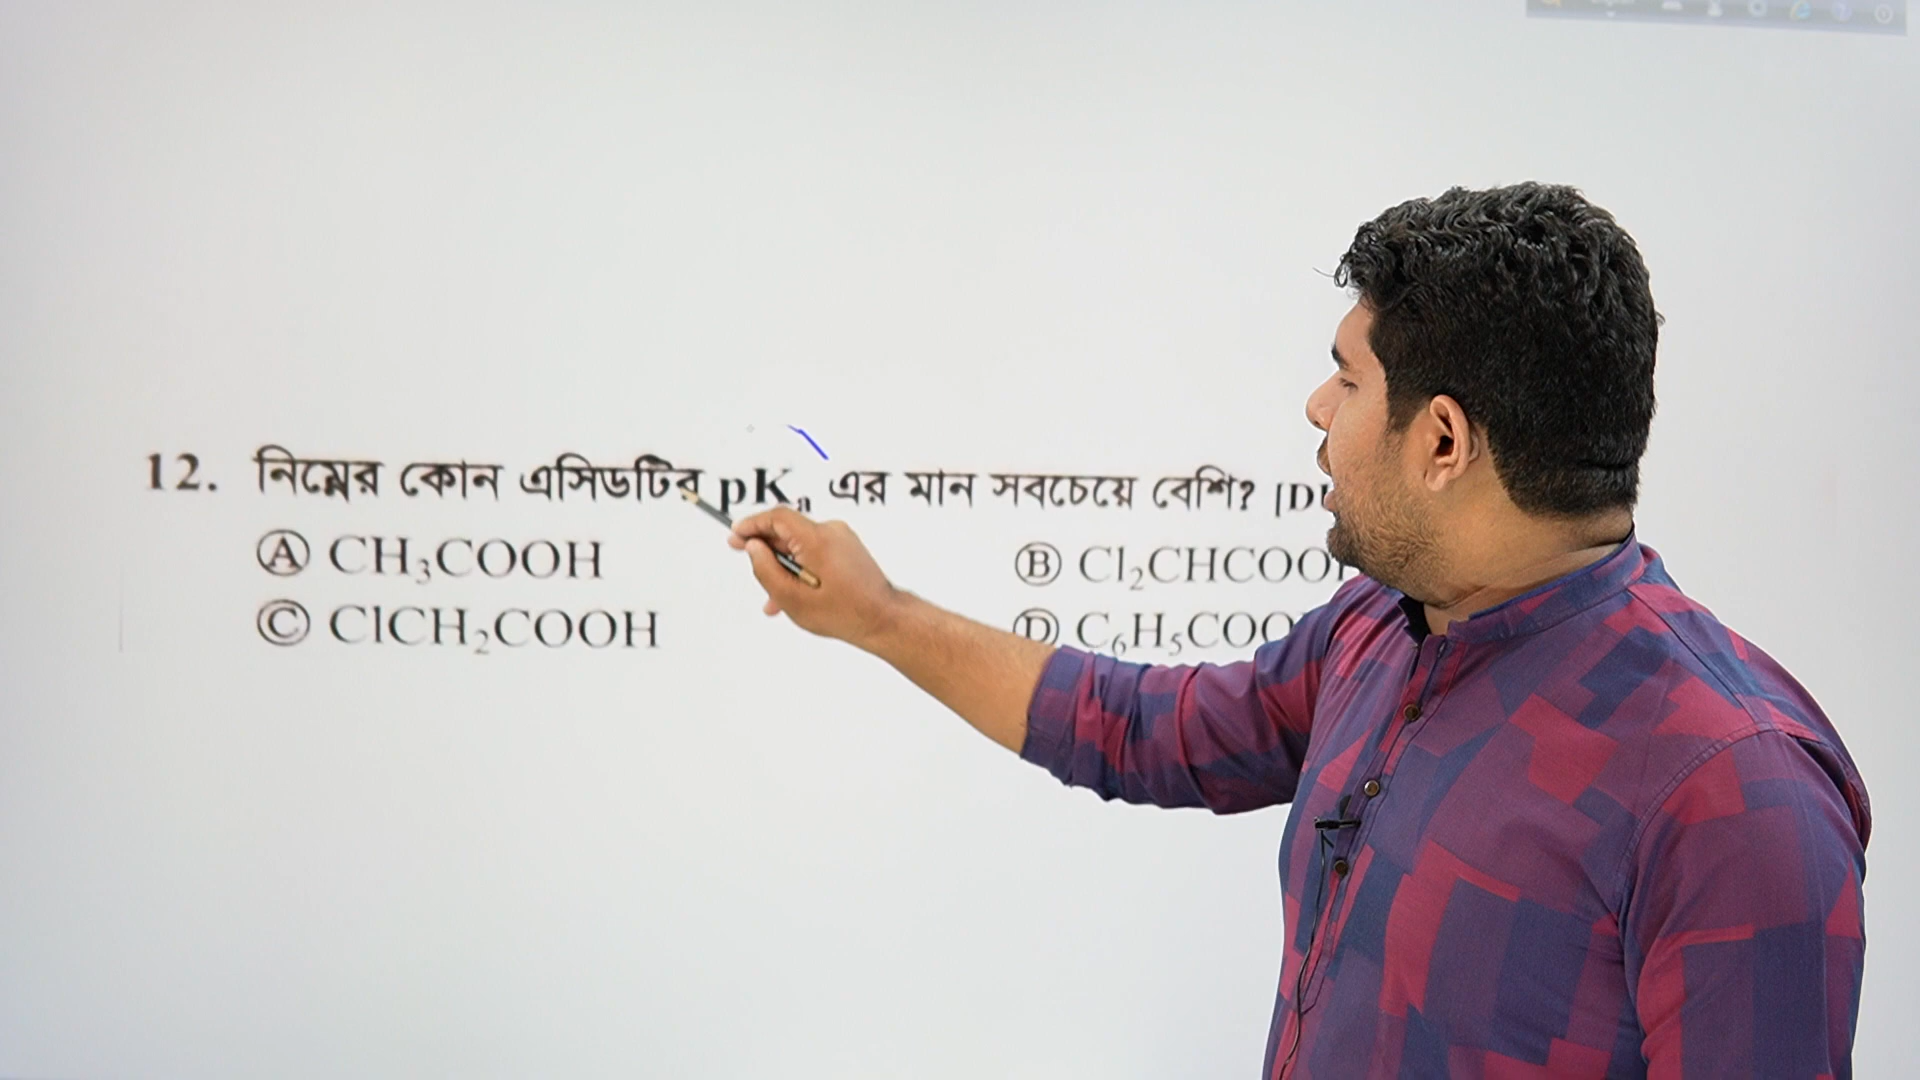 12. নিম্নের কোন এসিডটির pKₐ এর মান সবচেয়ে বেশি? [D
Ⓐ CH₃COOH Ⓑ Cl₂CHCOO
Ⓒ ClCH₂COOH Ⓓ C₆H₅COO